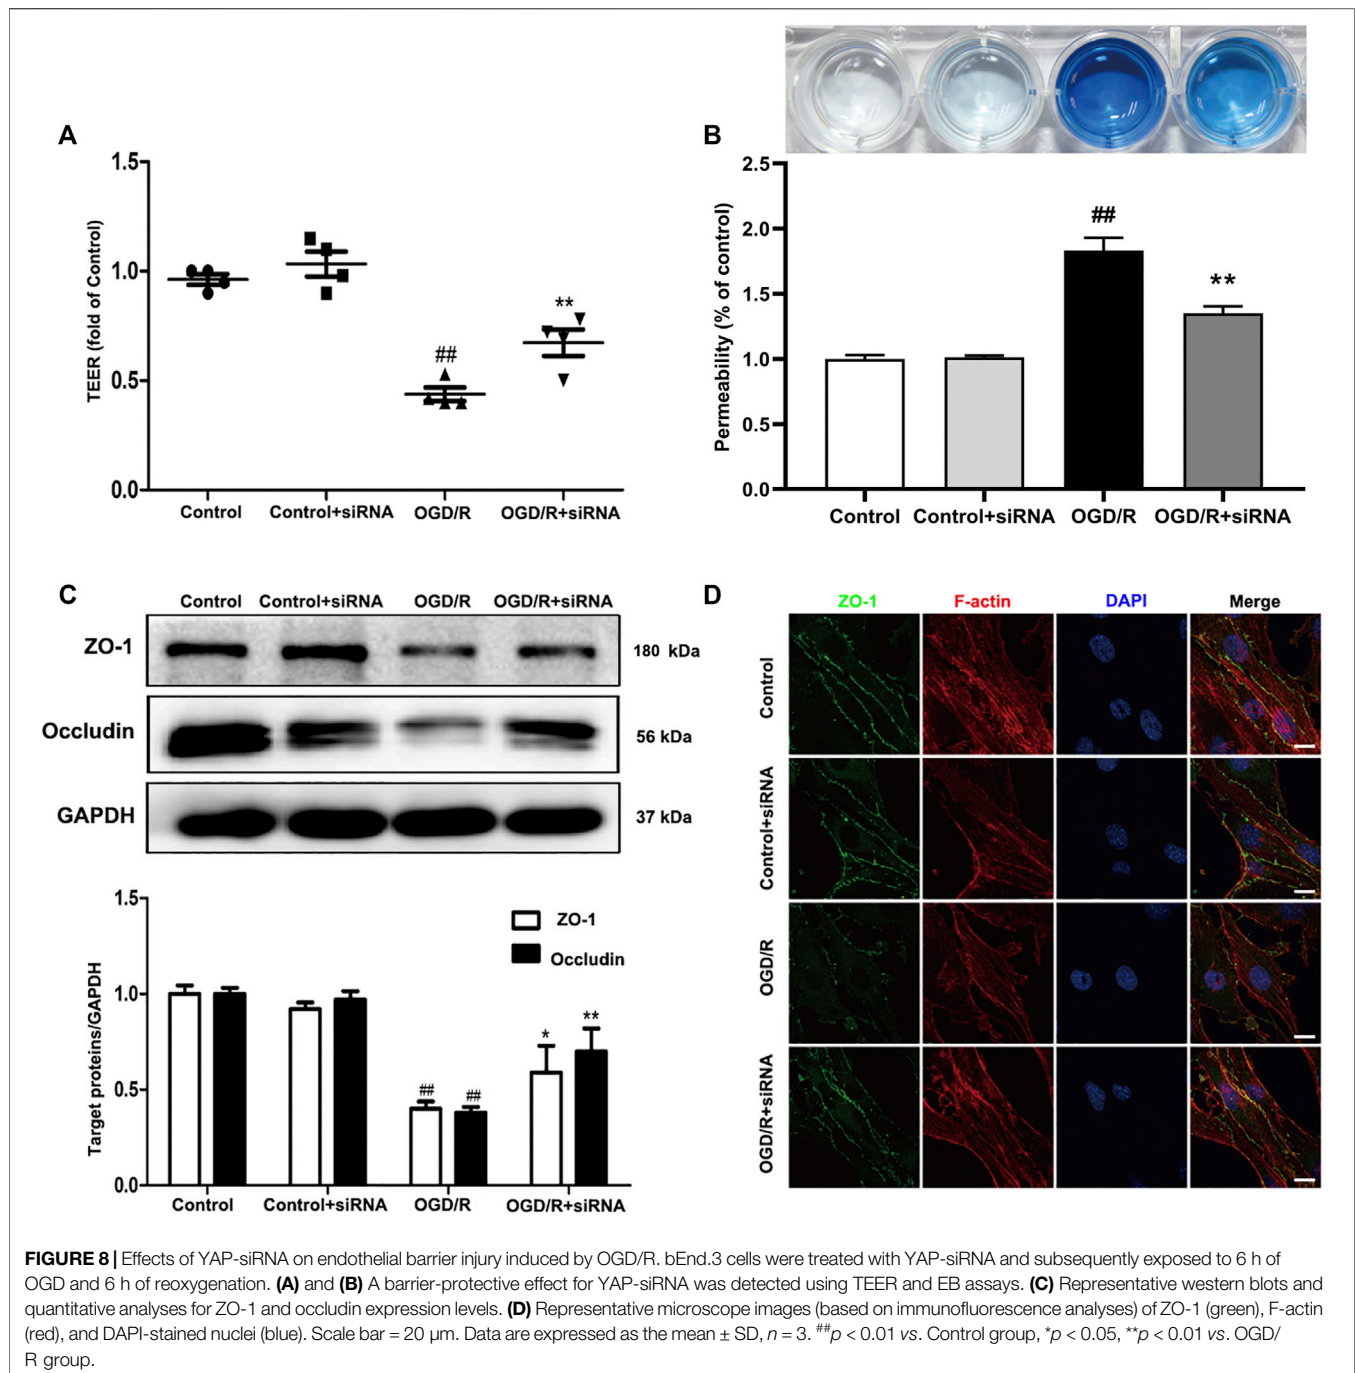 A
TEER (fold of Control)
1.5
1.0
0.5
0.0
##
**
Control
Control+siRNA
OGD/R
OGD/R+siRNA
B
Permeability (% of control)
2.5
2.0
1.5
1.0
0.5
0.0
##
**
Control
Control+siRNA
OGD/R
OGD/R+siRNA
C
Control Control+siRNA OGD/R OGD/R+siRNA
ZO-1 180 kDa
Occludin 56 kDa
GAPDH 37 kDa
Target proteins/GAPDH
1.5
1.0
0.5
0.0
ZO-1
Occludin
## ##
* **
Control
Control+siRNA
OGD/R
OGD/R+siRNA
D
ZO-1 F-actin DAPI Merge
Control
Control+siRNA
OGD/R
OGD/R+siRNA
FIGURE 8 | Effects of YAP-siRNA on endothelial barrier injury induced by OGD/R. bEnd.3 cells were treated with YAP-siRNA and subsequently exposed to 6 h of
OGD and 6 h of reoxygenation. (A) and (B) A barrier-protective effect for YAP-siRNA was detected using TEER and EB assays. (C) Representative western blots and
quantitative analyses for ZO-1 and occludin expression levels. (D) Representative microscope images (based on immunofluorescence analyses) of ZO-1 (green), F-actin
(red), and DAPI-stained nuclei (blue). Scale bar = 20 μm. Data are expressed as the mean ± SD, n = 3. ##p < 0.01 vs. Control group, *p < 0.05, **p < 0.01 vs. OGD/
R group.